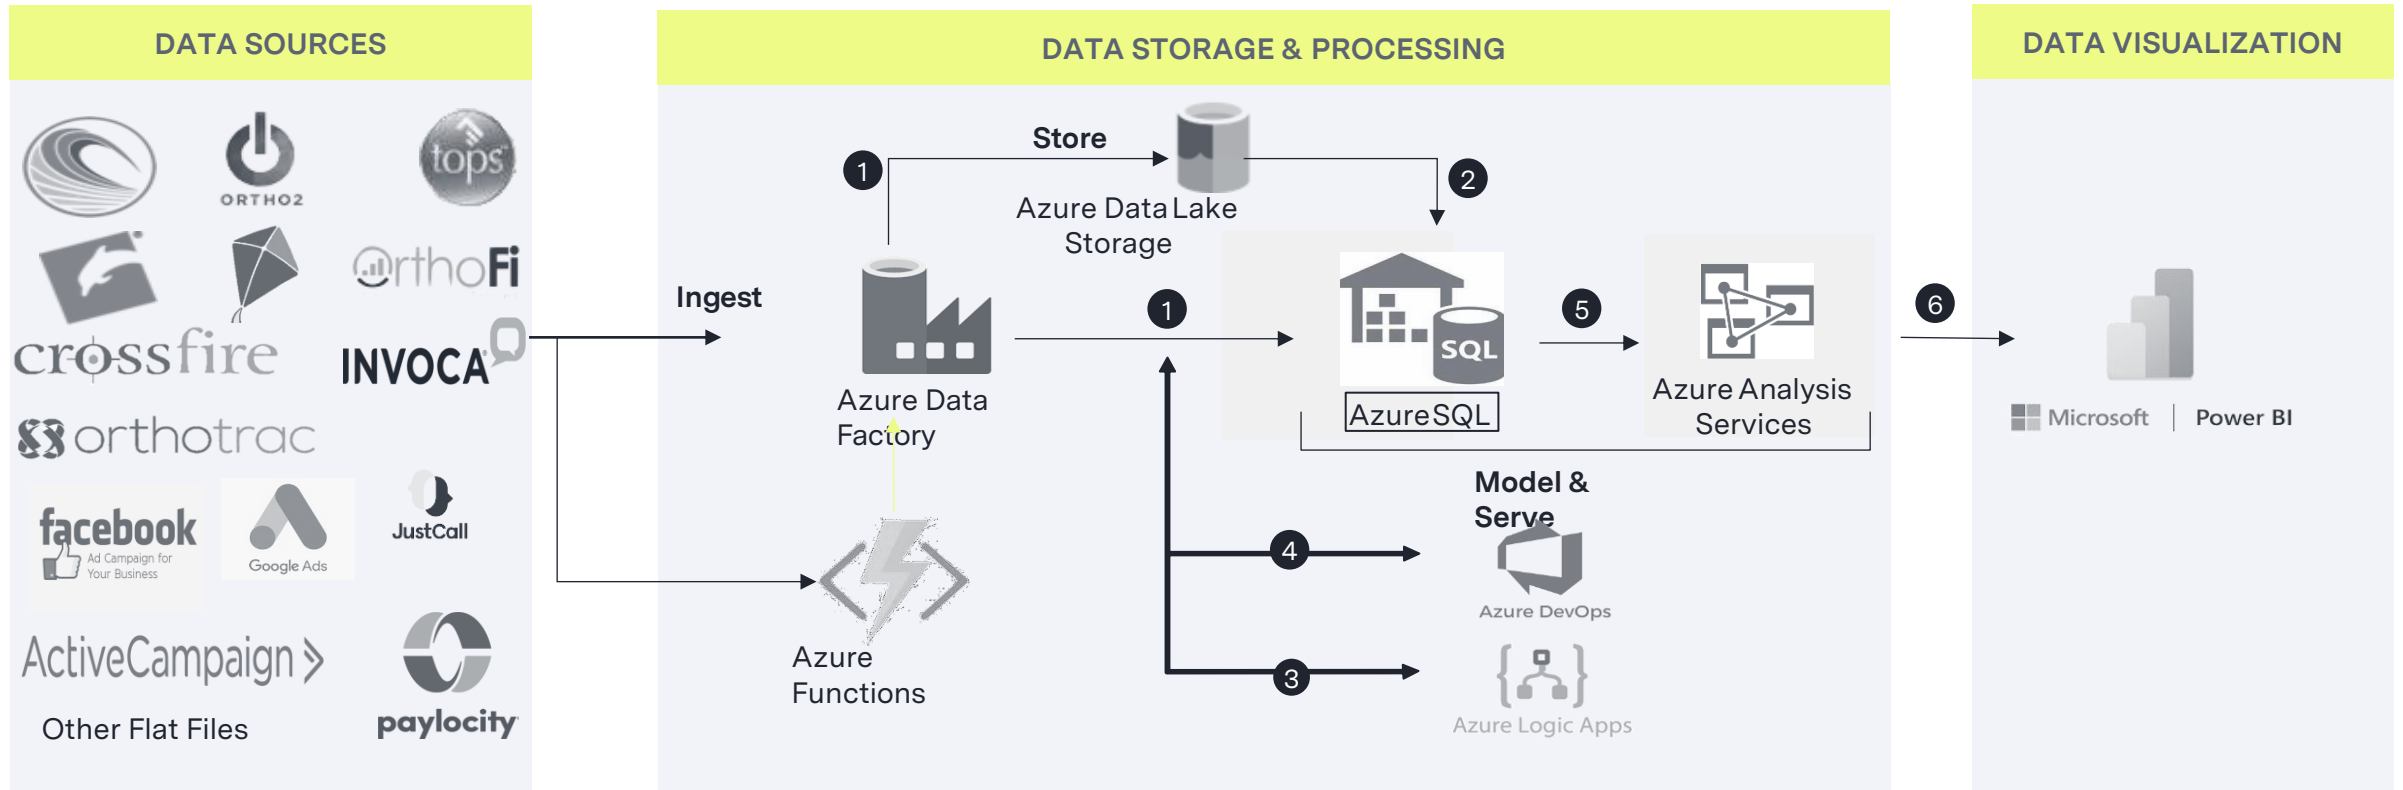 DATA SOURCES
DATA STORAGE & PROCESSING
DATA VISUALIZATION
ORTHO2
tops
OrthoFi
crossfire
INVOCA
orthotrac
facebook
Ad Campaign for
Your Business
Google Ads
JustCall
ActiveCampaign
Other Flat Files
paylocity
Ingest
1
Store
Azure Data Lake
Storage
2
Azure Data
Factory
1
SQL
Azure SQL
5
Azure Analysis
Services
Model &
Serve
4
Azure DevOps
3
Azure Logic Apps
Azure
Functions
6
Microsoft | Power BI